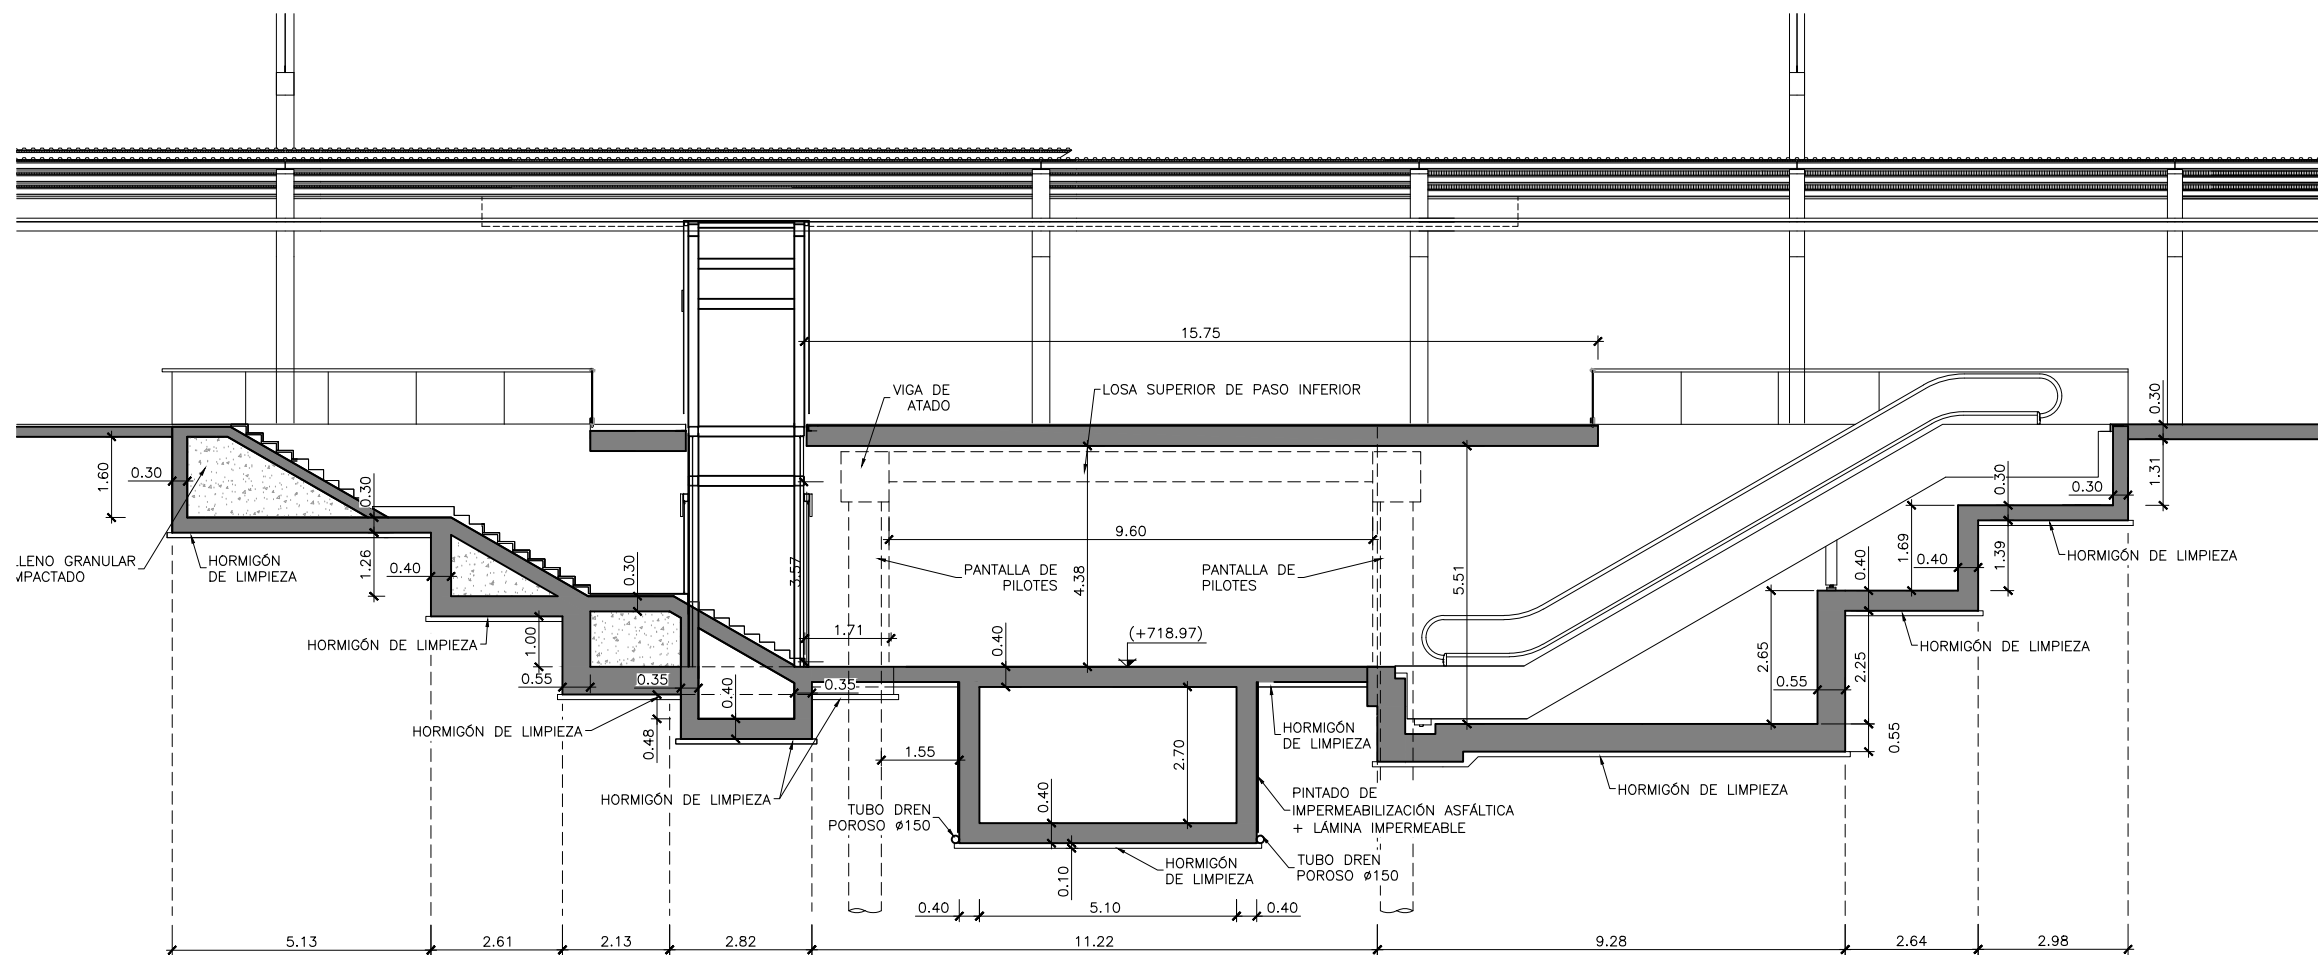 15.75
VIGA DE
ATADO
LOSA SUPERIOR DE PASO INFERIOR
0.30
1.60
0.30
0.30
1.31
0.30
0.30
LLENO GRANULAR
MPACTADO
HORMIGÓN
DE LIMPIEZA
1.26
0.40
0.30
3.57
9.60
PANTALLA DE
PILOTES
4.38
PANTALLA DE
PILOTES
5.51
1.69
0.40
0.40
1.39
HORMIGÓN DE LIMPIEZA
HORMIGÓN DE LIMPIEZA
1.00
1.71
0.40
(+718.97)
HORMIGÓN DE LIMPIEZA
0.55
0.35
0.40
0.35
2.65
0.55
2.25
HORMIGÓN DE LIMPIEZA
0.48
1.55
2.70
HORMIGÓN
DE LIMPIEZA
0.55
HORMIGÓN DE LIMPIEZA
TUBO DREN
POROSO ø150
0.40
PINTADO DE
IMPERMEABILIZACIÓN ASFÁLTICA
+ LÁMINA IMPERMEABLE
HORMIGÓN DE LIMPIEZA
0.10
HORMIGÓN
DE LIMPIEZA
TUBO DREN
POROSO ø150
0.40
5.10
0.40
5.13
2.61
2.13
2.82
11.22
9.28
2.64
2.98